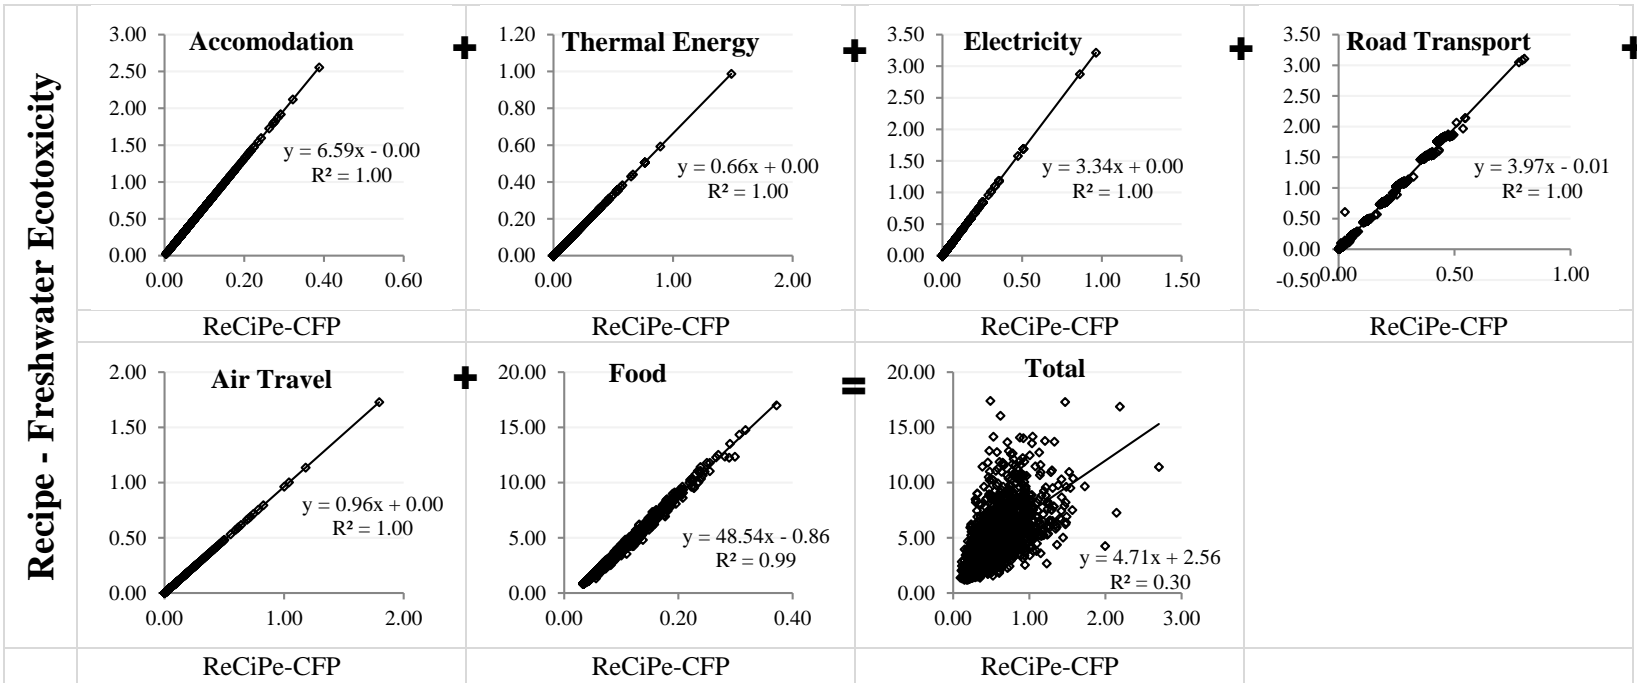 Recipe - Freshwater Ecotoxicity
Accomodation
3.00
2.50
2.00
1.50
1.00
0.50
0.00
y = 6.59x - 0.00
R² = 1.00
0.00 0.20 0.40 0.60
ReCiPe-CFP
+
Thermal Energy
1.20
1.00
0.80
0.60
0.40
0.20
0.00
y = 0.66x + 0.00
R² = 1.00
0.00 1.00 2.00
ReCiPe-CFP
+
Electricity
3.50
3.00
2.50
2.00
1.50
1.00
0.50
0.00
y = 3.34x + 0.00
R² = 1.00
0.00 0.50 1.00 1.50
ReCiPe-CFP
+
Road Transport
3.50
3.00
2.50
2.00
1.50
1.00
0.50
0.00
-0.50
y = 3.97x - 0.01
R² = 1.00
0.00 0.50 1.00
ReCiPe-CFP
+
Air Travel
2.00
1.50
1.00
0.50
0.00
y = 0.96x + 0.00
R² = 1.00
0.00 1.00 2.00
ReCiPe-CFP
+
Food
20.00
15.00
10.00
5.00
0.00
y = 48.54x - 0.86
R² = 0.99
0.00 0.20 0.40
ReCiPe-CFP
=
Total
20.00
15.00
10.00
5.00
0.00
y = 4.71x + 2.56
R² = 0.30
0.00 1.00 2.00 3.00
ReCiPe-CFP